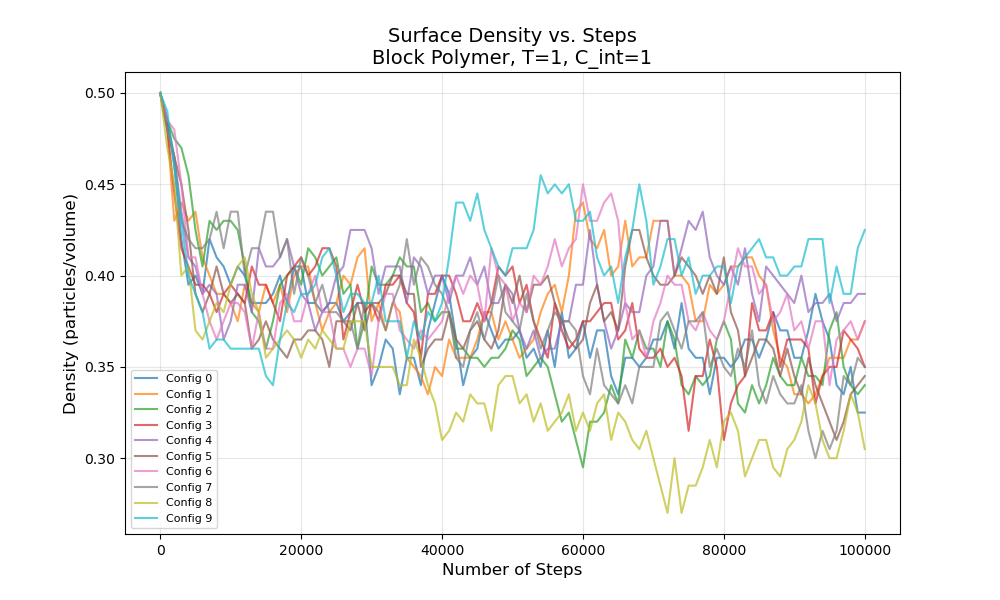 Surface Density vs. Steps
Block Polymer, T=1, C_int=1
Density (particles/volume)
0.50
0.45
0.40
0.35
0.30
Config 0
Config 1
Config 2
Config 3
Config 4
Config 5
Config 6
Config 7
Config 8
Config 9
0 20000 40000 60000 80000 100000
Number of Steps